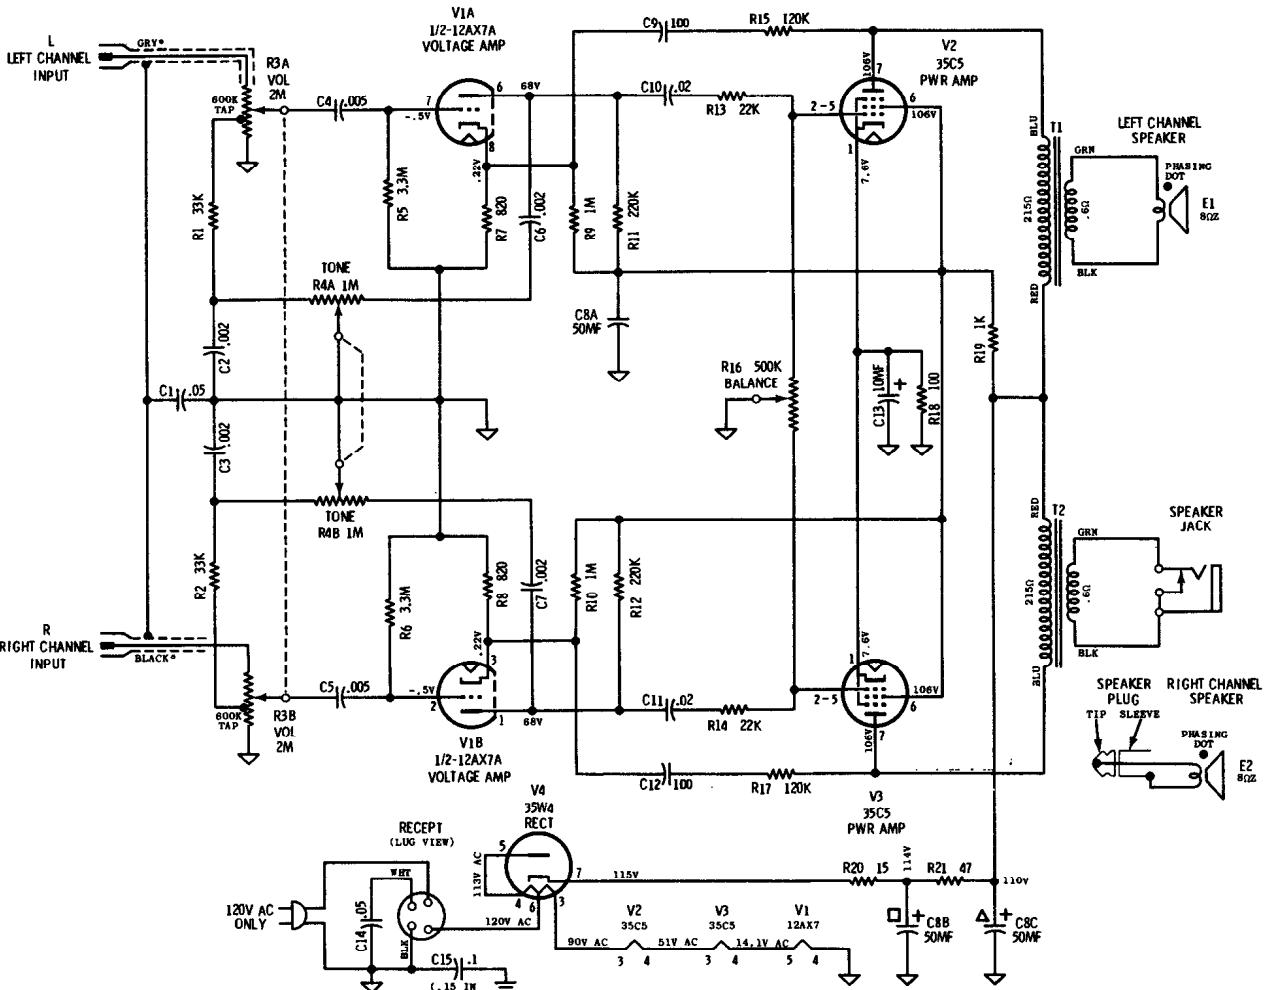 L
LEFT CHANNEL
INPUT
GRY*
R3A
VOL
2M
600K
TAP
C4 .005
V1A
1/2-12AX7A
VOLTAGE AMP
7
-.5V
6
8
68V
.22V
R5 3.3M
R7 820
C6 .002
R9 1M
R11 220K
C9 100
R15 120K
C10 .02
R13 22K
V2
35C5
PWR AMP
106V
7
2-5
6
106V
1
7.6V
BLU
T1
GRN
215Ω
.6Ω
RED
BLK
LEFT CHANNEL
SPEAKER
PHASING
DOT
E1
8ΩZ
R1 33K
TONE
R4A 1M
C2 .002
C1 .05
C3 .002
C8A
50MF
R16 500K
BALANCE
C13 10MF
+
R18 100
R19 1K
TONE
R4B 1M
R2 33K
R6 3.3M
R8 820
C7 .002
R10 1M
R12 220K
.22V
RED
T2
GRN
215Ω
.6Ω
BLU
BLK
SPEAKER
JACK
R
RIGHT CHANNEL
INPUT
BLACK*
600K
TAP
R3B
VOL
2M
C5 .005
-.5V
2
3
1
68V
V1B
1/2-12AX7A
VOLTAGE AMP
C11 .02
R14 22K
1
7.6V
2-5
106V
6
106V
7
C12 100
R17 120K
V3
35C5
PWR AMP
SPEAKER
PLUG
TIP SLEEVE
RIGHT CHANNEL
SPEAKER
PHASING
DOT
E2
8ΩZ
V4
35W4
RECT
5
7
4
6
3
113V AC
115V
R20 15
114V
R21 47
110V
RECEPT
(LUG VIEW)
WHT
120V AC
ONLY
C14 .05
BLK
120V AC
C15 .1
(.15 IN
90V AC
V2
35C5
3 4
51V AC
V3
35C5
3 4
14.1V AC
V1
12AX7
5 4
+
C8B
50MF
+
C8C
50MF